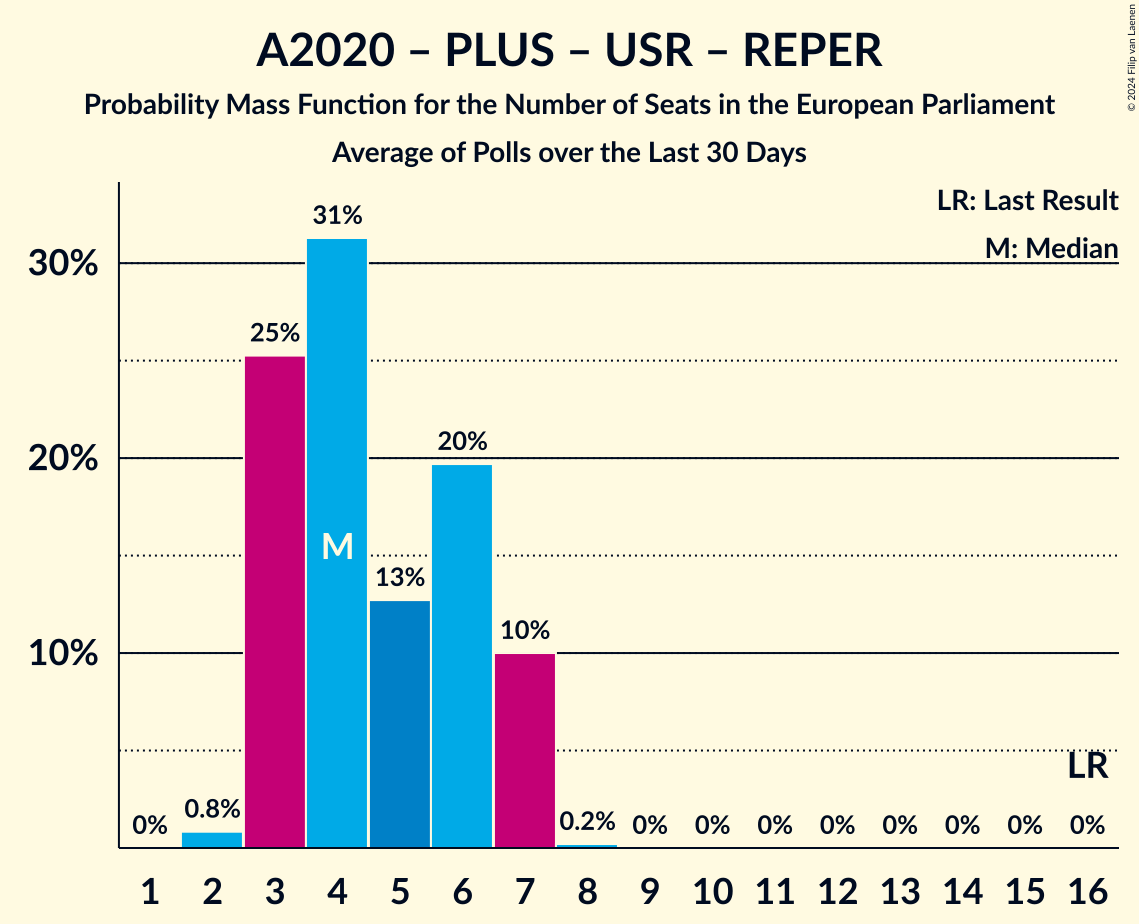 A2020 – PLUS – USR – REPER
Probability Mass Function for the Number of Seats in the European Parliament
Average of Polls over the Last 30 Days
© 2024 Filip van Laenen
LR: Last Result
M: Median
30%
20%
10%
0%
0.8%
25%
31%
M
13%
20%
10%
0.2%
0%
0%
0%
0%
0%
0%
0%
0%
LR
1 2 3 4 5 6 7 8 9 10 11 12 13 14 15 16